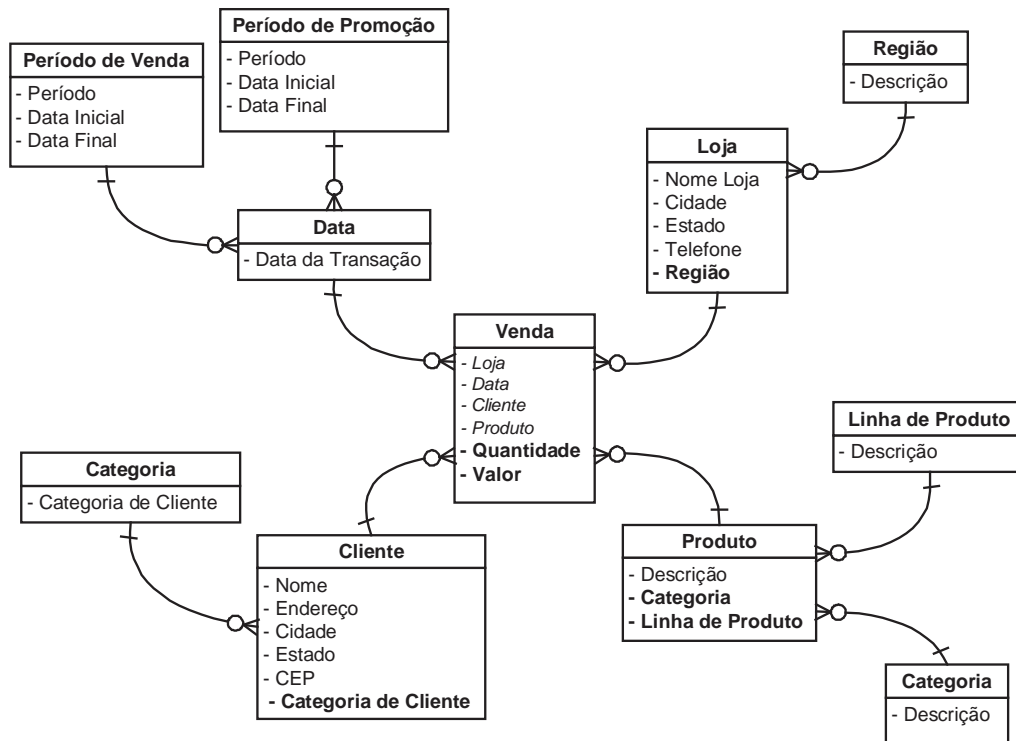 Período de Promoção
- Período
- Data Inicial
- Data Final
Período de Venda
- Período
- Data Inicial
- Data Final
Região
- Descrição
Loja
- Nome Loja
- Cidade
- Estado
- Telefone
- Região
Data
- Data da Transação
Venda
- Loja
- Data
- Cliente
- Produto
- Quantidade
- Valor
Linha de Produto
- Descrição
Categoria
- Categoria de Cliente
Cliente
- Nome
- Endereço
- Cidade
- Estado
- CEP
- Categoria de Cliente
Produto
- Descrição
- Categoria
- Linha de Produto
Categoria
- Descrição